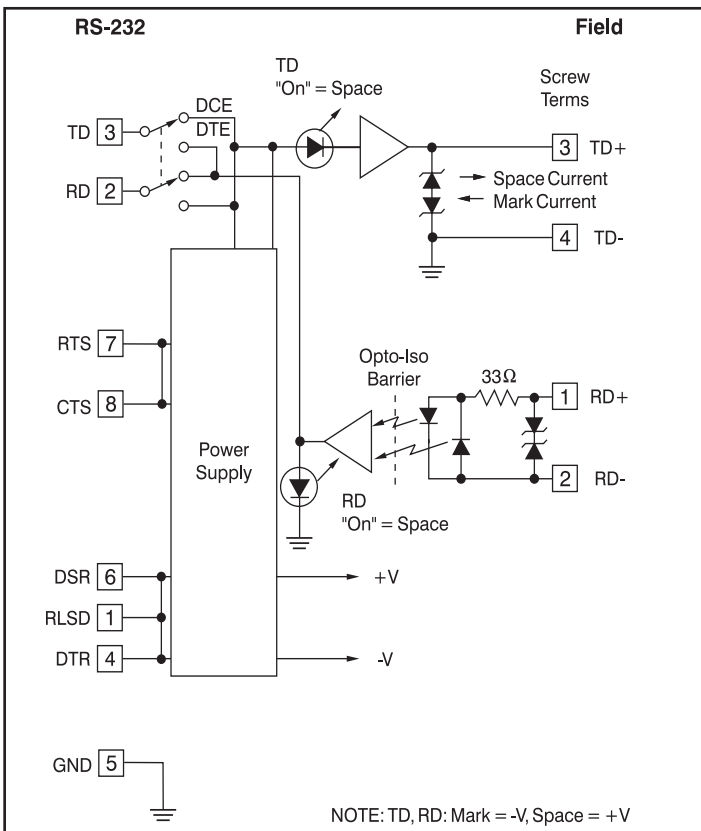 RS-232
Field
TD
"On" = Space
Screw
Terms
DCE
DTE
TD 3
RD 2
3 TD+
Space Current
Mark Current
4 TD-
RTS 7
CTS 8
Power
Supply
Opto-Iso
Barrier
33Ω
1 RD+
2 RD-
RD
"On" = Space
DSR 6
RLSD 1
DTR 4
+V
-V
GND 5
NOTE: TD, RD: Mark = -V, Space = +V